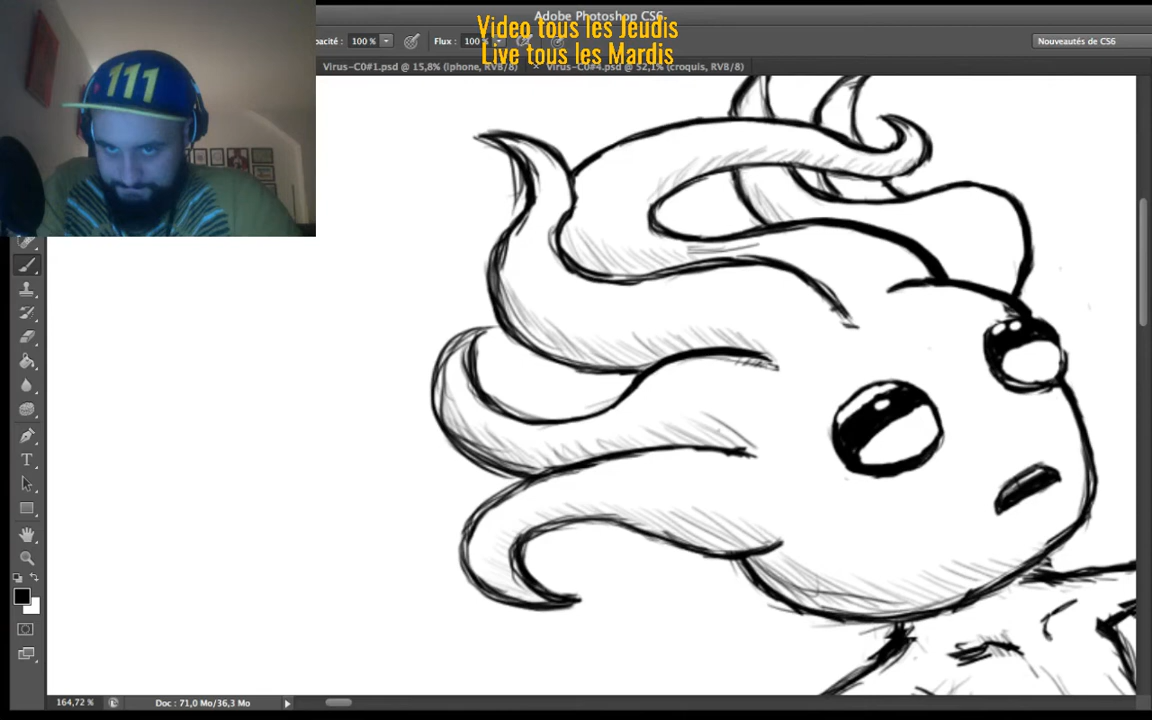 Adobe Photoshop CS6
Video tous les Jeudis
Live tous les Mardis
pacité : 100 % Flux : 100 % Nouveautés de CS6
Virus-C0#1.psd @ 15,8% (iphone, RVB/8) Virus-C0#4.psd @ 52,1% (croquis, RVB/8)
111
T
164,72 % Doc : 71,0 Mo/36,3 Mo